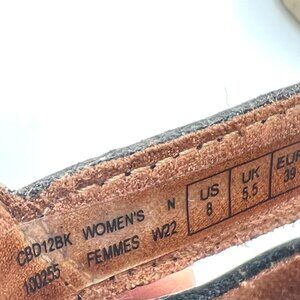 CBD12BK WOMEN'S N
100255 FEMMES W22
US
8
UK
5.5
EUR
39